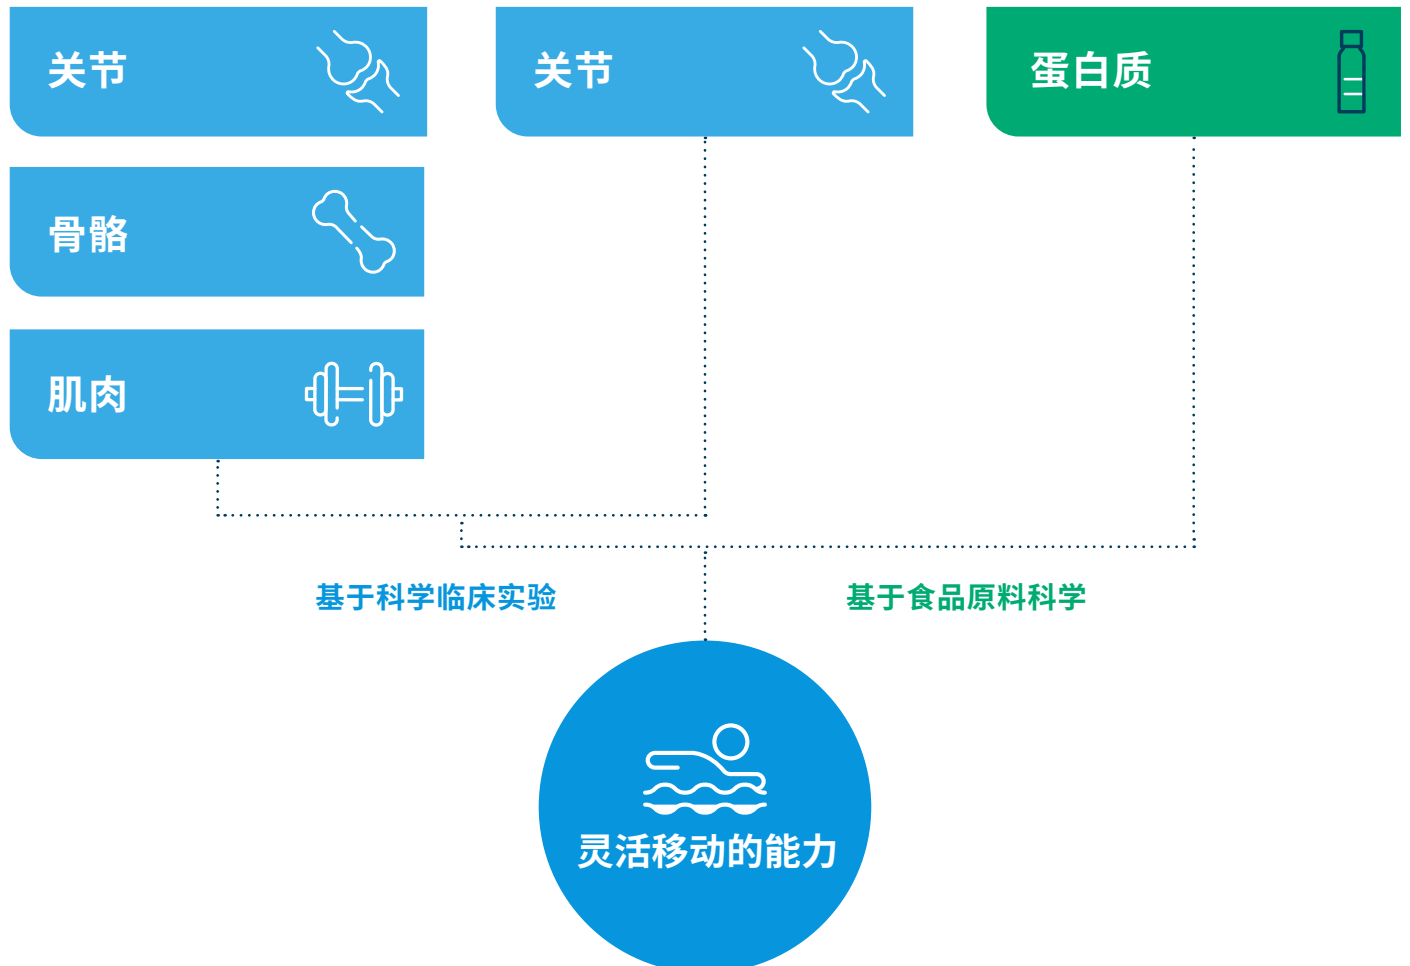 关节
关节
蛋白质
骨骼
肌肉
基于科学临床实验
基于食品原料科学
灵活移动的能力